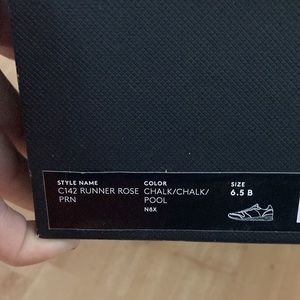 STYLE NAME COLOR SIZE
C142 RUNNER ROSE CHALK/CHALK/ 6.5 B
PRN POOL
N8X